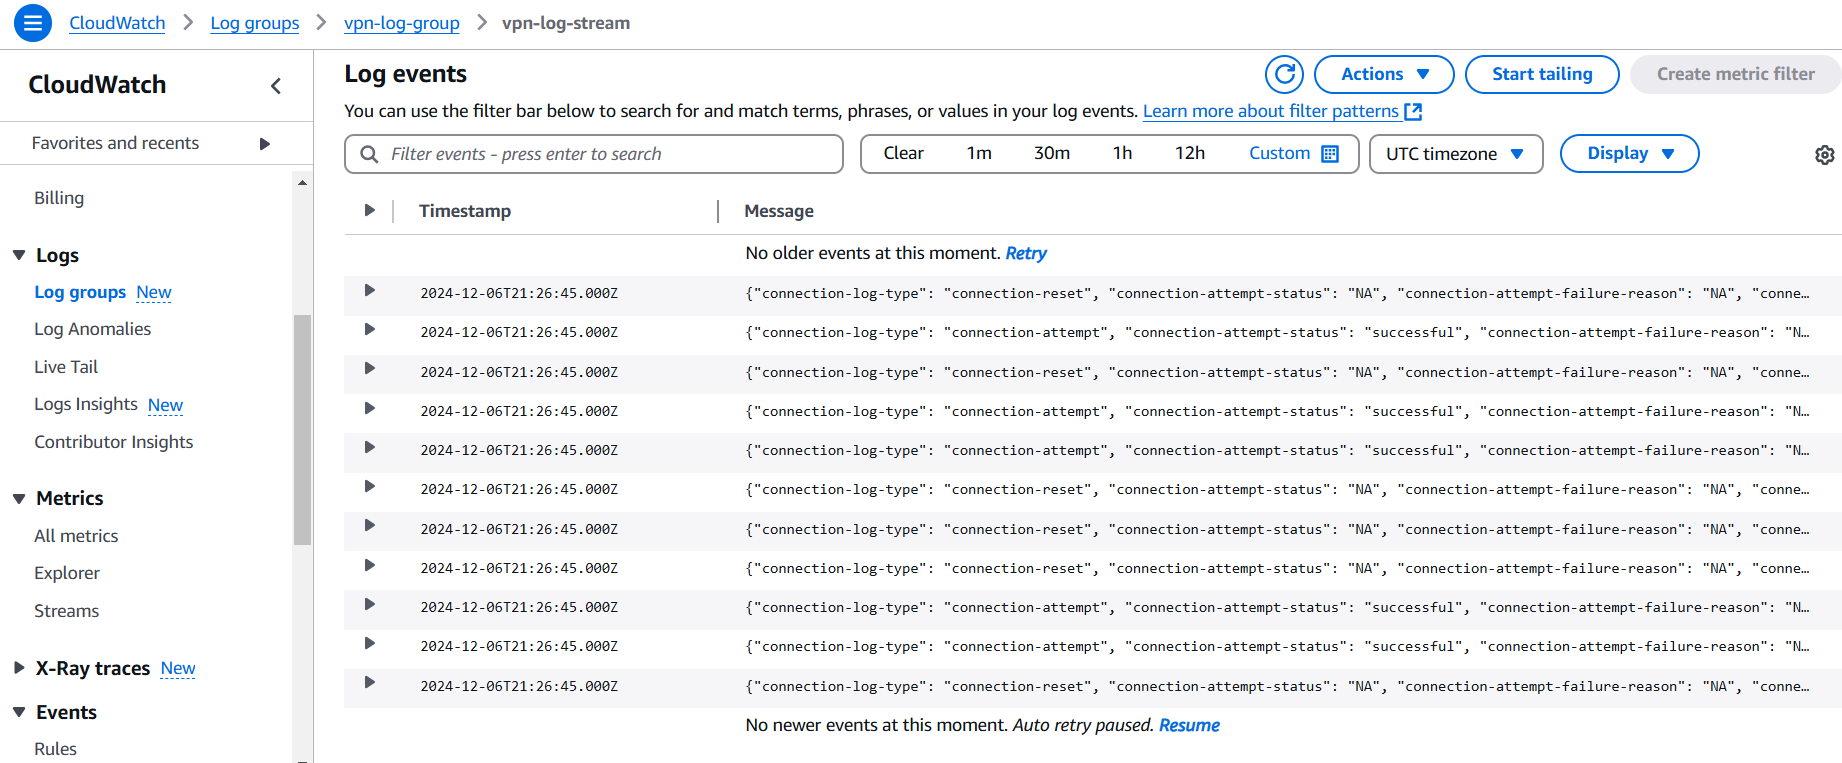 CloudWatch > Log groups > vpn-log-group > vpn-log-stream
CloudWatch
Favorites and recents
Billing
Logs
Log groups New
Log Anomalies
Live Tail
Logs Insights New
Contributor Insights
Metrics
All metrics
Explorer
Streams
X-Ray traces New
Events
Rules
Log events
Actions
Start tailing
Create metric filter
You can use the filter bar below to search for and match terms, phrases, or values in your log events. Learn more about filter patterns
Filter events - press enter to search
Clear 1m 30m 1h 12h Custom
UTC timezone
Display
Timestamp Message
No older events at this moment. Retry
2024-12-06T21:26:45.000Z {"connection-log-type": "connection-reset", "connection-attempt-status": "NA", "connection-attempt-failure-reason": "NA", "conne…
2024-12-06T21:26:45.000Z {"connection-log-type": "connection-attempt", "connection-attempt-status": "successful", "connection-attempt-failure-reason": "N…
2024-12-06T21:26:45.000Z {"connection-log-type": "connection-reset", "connection-attempt-status": "NA", "connection-attempt-failure-reason": "NA", "conne…
2024-12-06T21:26:45.000Z {"connection-log-type": "connection-attempt", "connection-attempt-status": "successful", "connection-attempt-failure-reason": "N…
2024-12-06T21:26:45.000Z {"connection-log-type": "connection-attempt", "connection-attempt-status": "successful", "connection-attempt-failure-reason": "N…
2024-12-06T21:26:45.000Z {"connection-log-type": "connection-reset", "connection-attempt-status": "NA", "connection-attempt-failure-reason": "NA", "conne…
2024-12-06T21:26:45.000Z {"connection-log-type": "connection-reset", "connection-attempt-status": "NA", "connection-attempt-failure-reason": "NA", "conne…
2024-12-06T21:26:45.000Z {"connection-log-type": "connection-reset", "connection-attempt-status": "NA", "connection-attempt-failure-reason": "NA", "conne…
2024-12-06T21:26:45.000Z {"connection-log-type": "connection-attempt", "connection-attempt-status": "successful", "connection-attempt-failure-reason": "N…
2024-12-06T21:26:45.000Z {"connection-log-type": "connection-attempt", "connection-attempt-status": "successful", "connection-attempt-failure-reason": "N…
2024-12-06T21:26:45.000Z {"connection-log-type": "connection-reset", "connection-attempt-status": "NA", "connection-attempt-failure-reason": "NA", "conne…
No newer events at this moment. Auto retry paused. Resume